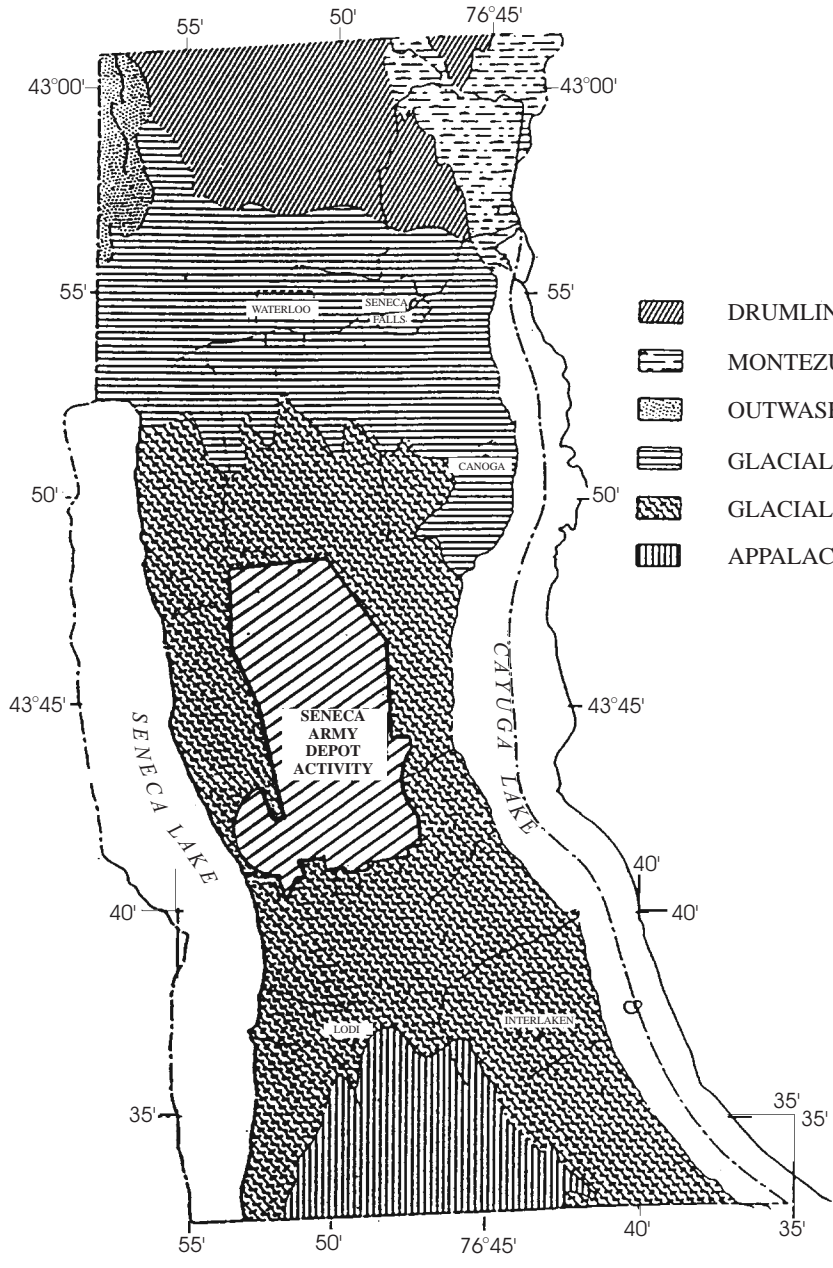 55'
50'
76°45'
43°00'
43°00'
55'
55'
WATERLOO
SENECA
FALLS
DRUMLIN
MONTEZU
OUTWASH
GLACIAL
GLACIAL
APPALAC
CANOGA
50'
50'
43°45'
43°45'
SENECA
ARMY
DEPOT
ACTIVITY
SENECA LAKE
CAYUGA LAKE
40'
40'
40'
LODI
INTERLAKEN
35'
35'
35'
55'
50'
76°45'
40'
35'